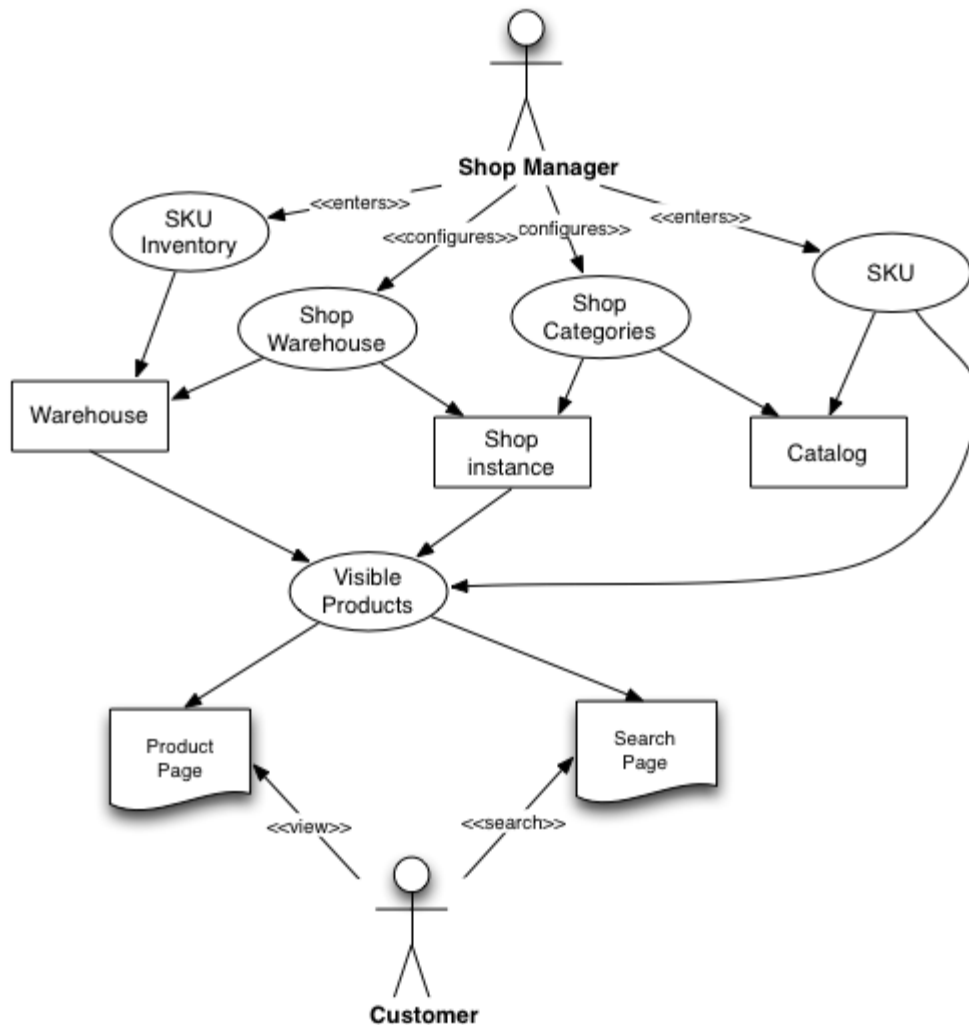 Shop Manager
<<enters>>
<<configures>>
configures>>
<<enters>>
SKU
Inventory
SKU
Shop
Warehouse
Shop
Categories
Warehouse
Shop
instance
Catalog
Visible
Products
Product
Page
Search
Page
<<view>>
<<search>>
Customer